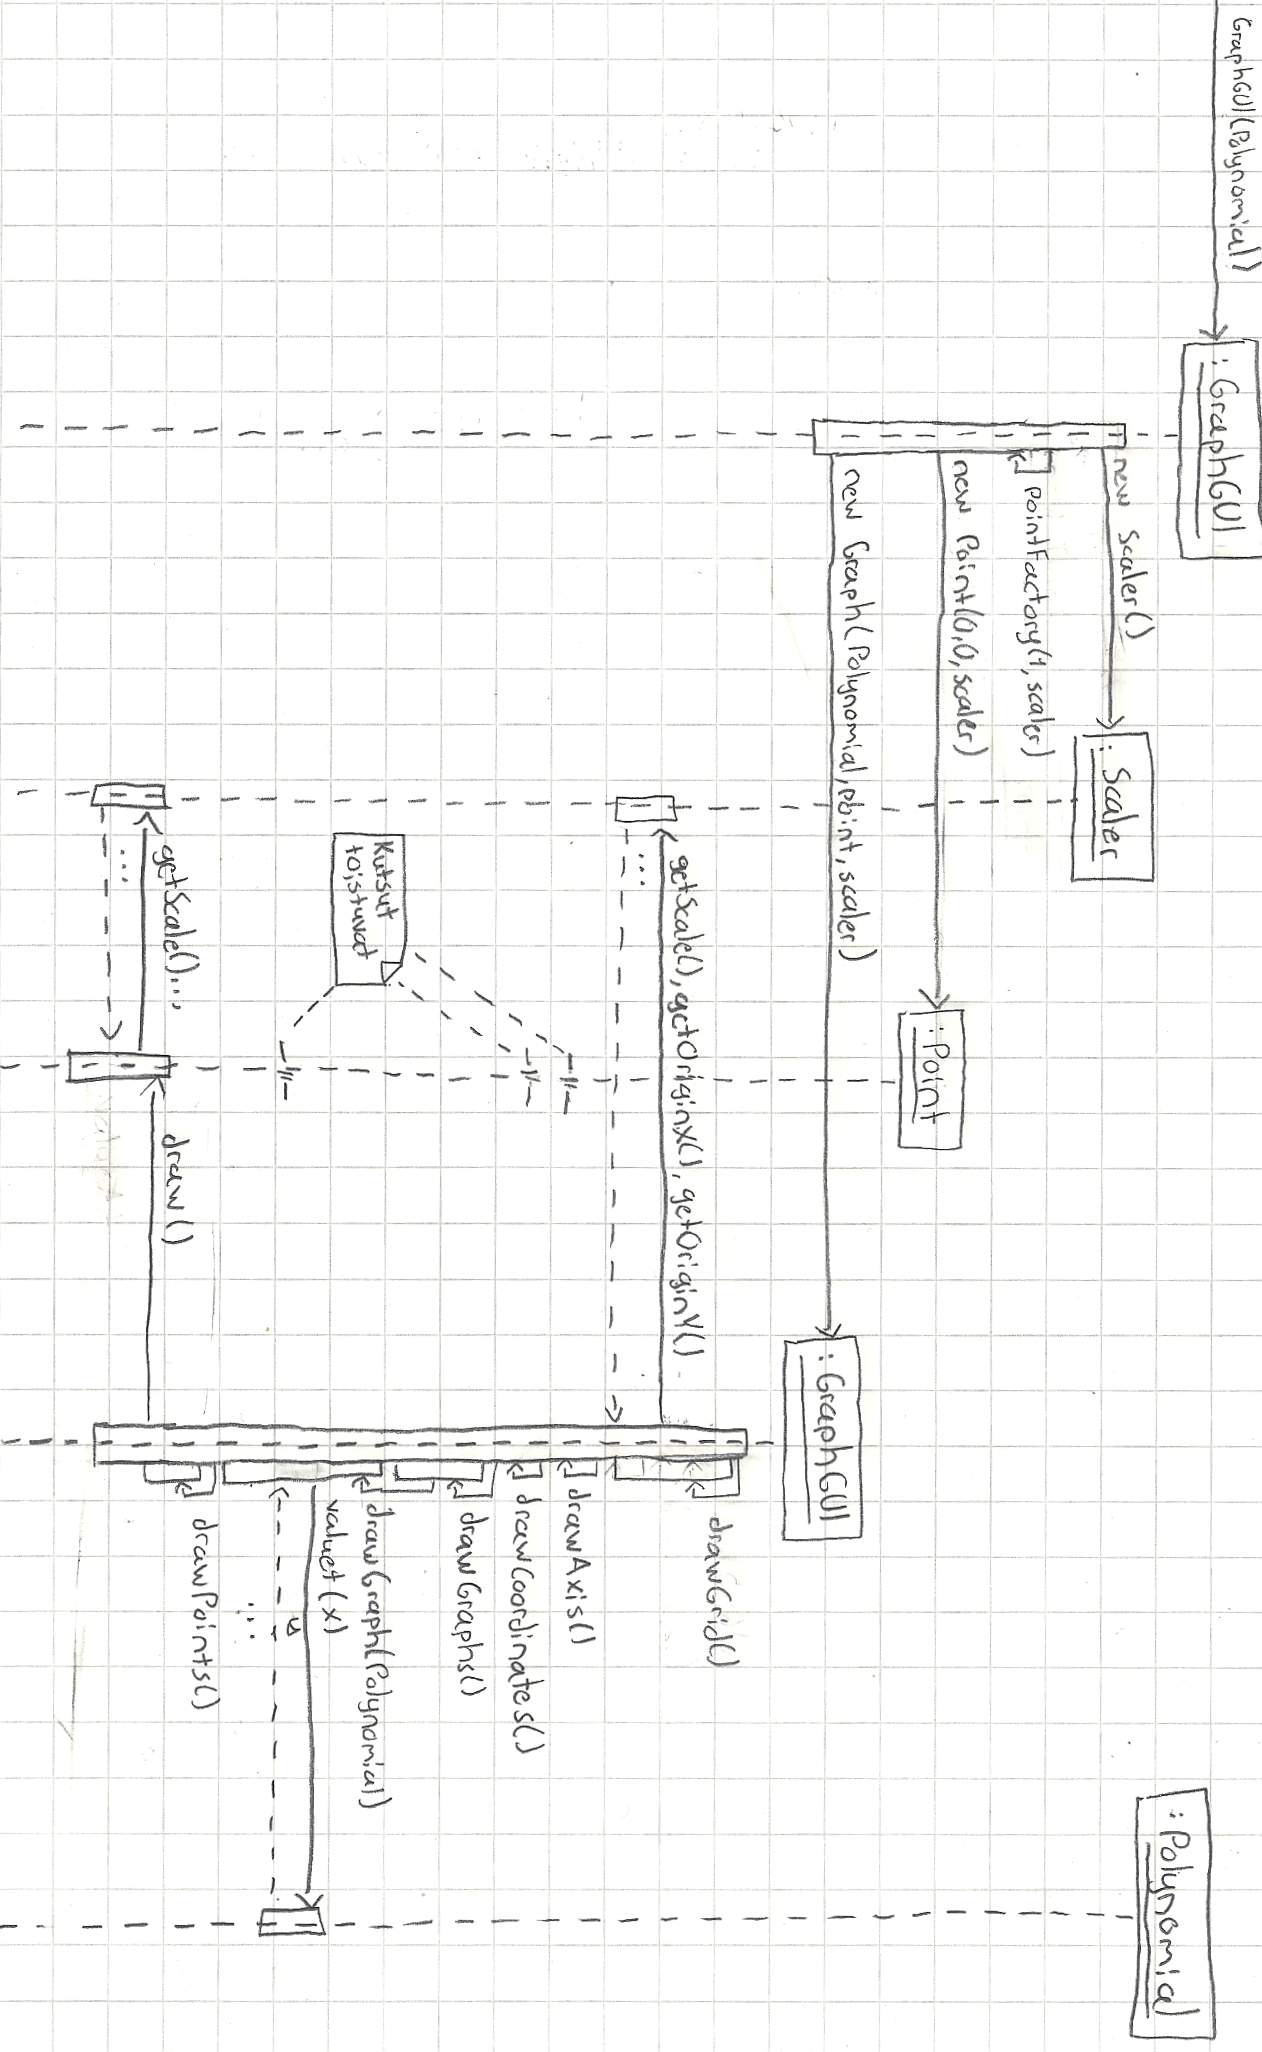 GraphGUI(Polynomial)
: GraphGUI
: Polynomial
new Scaler()
: Scaler
pointFactory(1, scaler)
new Point(0,0, scaler)
: Point
new Graph(Polynomial, point, scaler)
: GraphGUI
drawGrid()
getScale(), getOriginX(), getOriginY()
...
drawAxis()
drawCoordinates()
drawGraphs()
Kutsut
toistuvat
drawGraph(Polynomial)
valuet(x)
y
...
drawPoints()
getScale()...
draw()
...